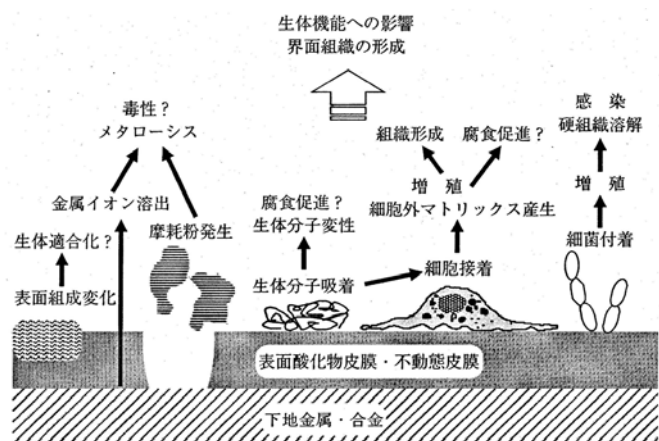 生体機能への影響
界面組織の形成
毒性？
メタローシス
金属イオン溶出
摩耗粉発生
生体適合化？
表面組成変化
腐食促進？
生体分子変性
生体分子吸着
組織形成
腐食促進？
増殖
細胞外マトリックス産生
細胞接着
感染
硬組織溶解
増殖
細菌付着
表面酸化物皮膜・不動態皮膜
下地金属・合金